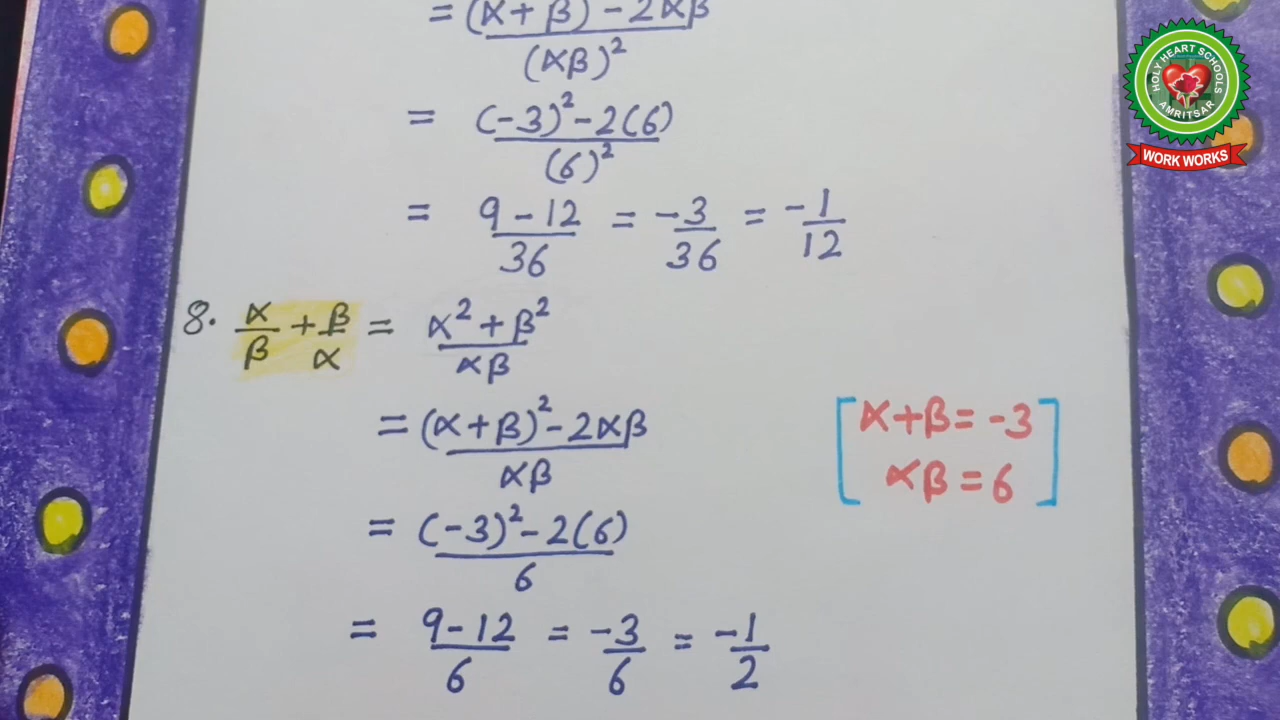 = (α + β) - 2αβ
(αβ)²
= (-3)² - 2(6)
(6)²
= 9 - 12 = -3 = -1
36 36 12
8. α + β = α² + β²
β α αβ
= (α + β)² - 2αβ
αβ
= (-3)² - 2(6)
6
= 9 - 12 = -3 = -1
6 6 2
[α + β = -3
αβ = 6]
HOLY HEART SCHOOLS
AMRITSAR
WORK WORKS